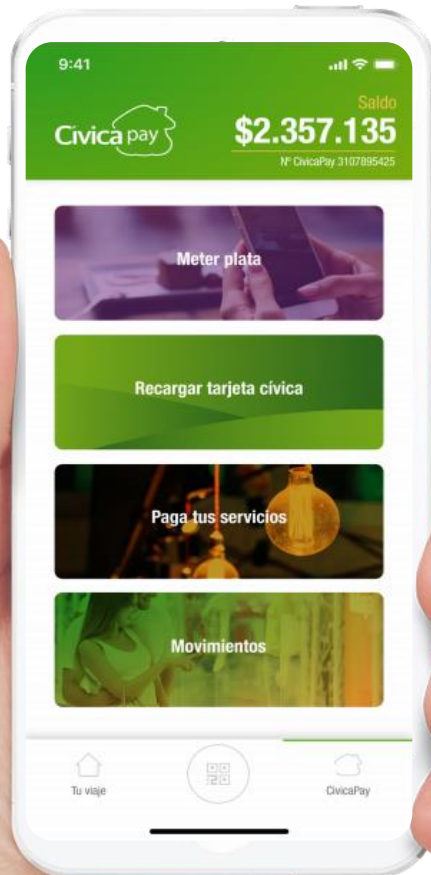 9:41
Saldo
Cívica pay
$2.357.135
Nº CivicaPay 3107895425
Meter plata
Recargar tarjeta cívica
Paga tus servicios
Movimientos
Tu viaje
CivicaPay